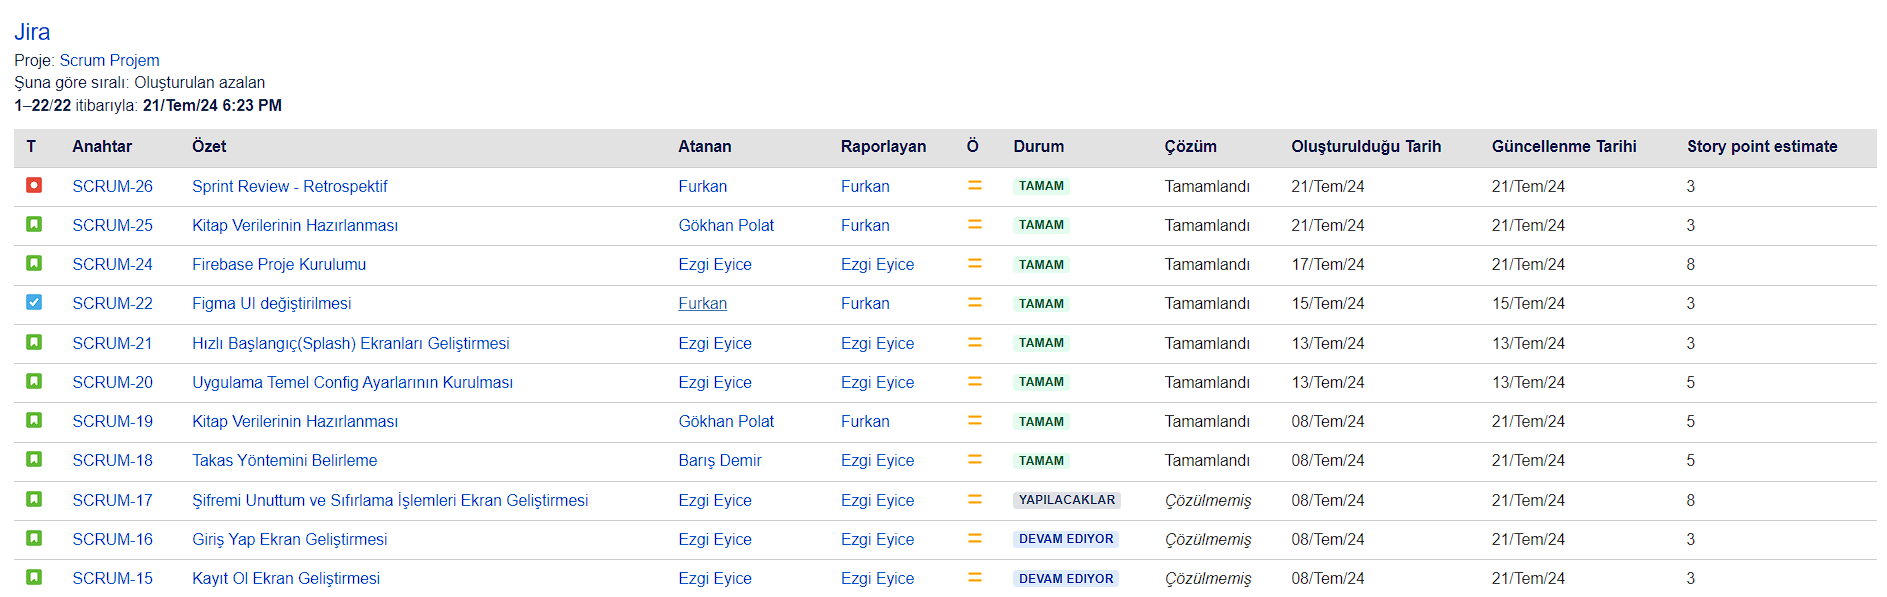 Jira
Proje: Scrum Projem
Şuna göre sıralı: Oluşturulan azalan
1–22/22 itibarıyla: 21/Tem/24 6:23 PM
T Anahtar Özet Atanan Raporlayan Ö Durum Çözüm Oluşturulduğu Tarih Güncellenme Tarihi Story point estimate
SCRUM-26 Sprint Review - Retrospektif Furkan Furkan TAMAM Tamamlandı 21/Tem/24 21/Tem/24 3
SCRUM-25 Kitap Verilerinin Hazırlanması Gökhan Polat Furkan TAMAM Tamamlandı 21/Tem/24 21/Tem/24 3
SCRUM-24 Firebase Proje Kurulumu Ezgi Eyice Ezgi Eyice TAMAM Tamamlandı 17/Tem/24 21/Tem/24 8
SCRUM-22 Figma UI değiştirilmesi Furkan Furkan TAMAM Tamamlandı 15/Tem/24 15/Tem/24 3
SCRUM-21 Hızlı Başlangıç(Splash) Ekranları Geliştirmesi Ezgi Eyice Ezgi Eyice TAMAM Tamamlandı 13/Tem/24 13/Tem/24 3
SCRUM-20 Uygulama Temel Config Ayarlarının Kurulması Ezgi Eyice Ezgi Eyice TAMAM Tamamlandı 13/Tem/24 13/Tem/24 5
SCRUM-19 Kitap Verilerinin Hazırlanması Gökhan Polat Furkan TAMAM Tamamlandı 08/Tem/24 21/Tem/24 5
SCRUM-18 Takas Yöntemini Belirleme Barış Demir Ezgi Eyice TAMAM Tamamlandı 08/Tem/24 21/Tem/24 5
SCRUM-17 Şifremi Unuttum ve Sıfırlama İşlemleri Ekran Geliştirmesi Ezgi Eyice Ezgi Eyice YAPILACAKLAR Çözülmemiş 08/Tem/24 21/Tem/24 8
SCRUM-16 Giriş Yap Ekran Geliştirmesi Ezgi Eyice Ezgi Eyice DEVAM EDIYOR Çözülmemiş 08/Tem/24 21/Tem/24 3
SCRUM-15 Kayıt Ol Ekran Geliştirmesi Ezgi Eyice Ezgi Eyice DEVAM EDIYOR Çözülmemiş 08/Tem/24 21/Tem/24 3